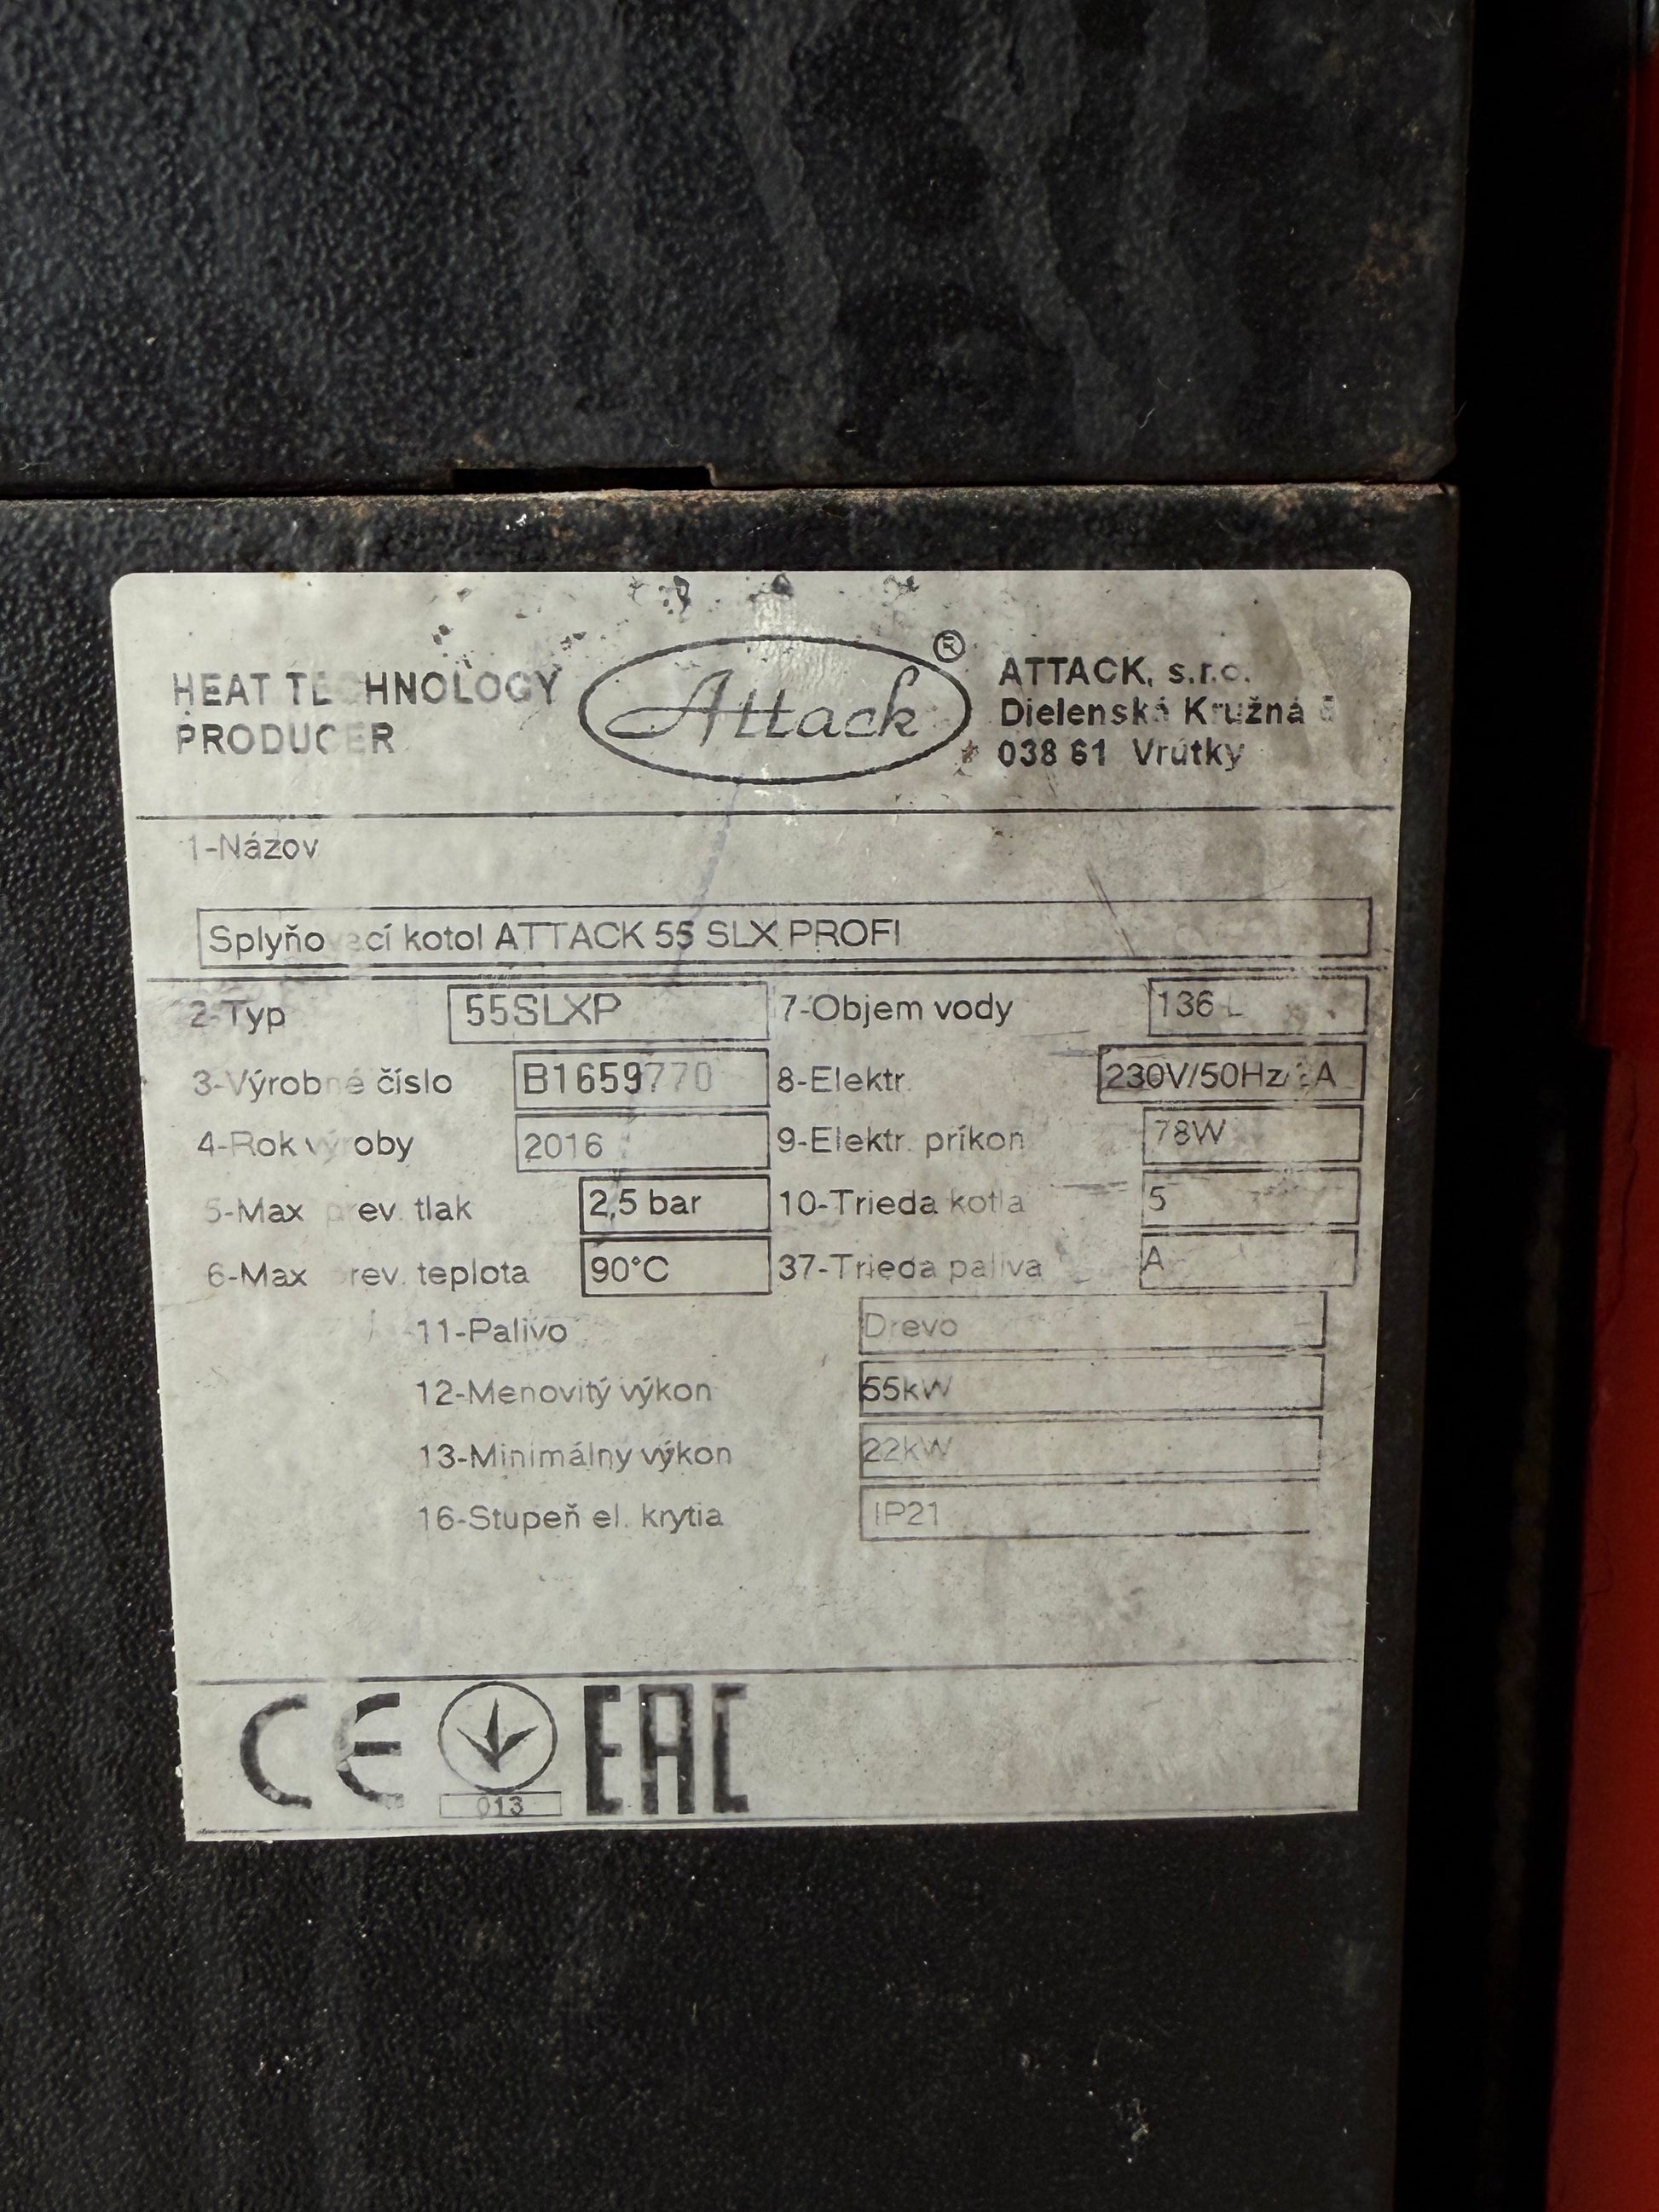 HEAT TECHNOLOGY
PRODUCER
Attack ®
ATTACK, s.r.o.
Dielenská Kružná
038 61 Vrútky
1-Názov
Splyňovací kotol ATTACK 55 SLX PROFI
2-Typ 55SLXP 7-Objem vody 136 L
3-Výrobné číslo B1659770 8-Elektr. 230V/50Hz/ A
4-Rok výroby 2016 9-Elektr. príkon 78W
5-Max prev. tlak 2,5 bar 10-Trieda kotla 5
6-Max prev. teplota 90°C 37-Trieda paliva A
11-Palivo Drevo
12-Menovitý výkon 55kW
13-Minimálny výkon 22kW
16-Stupeň el. krytia IP21
CE 013 EAC